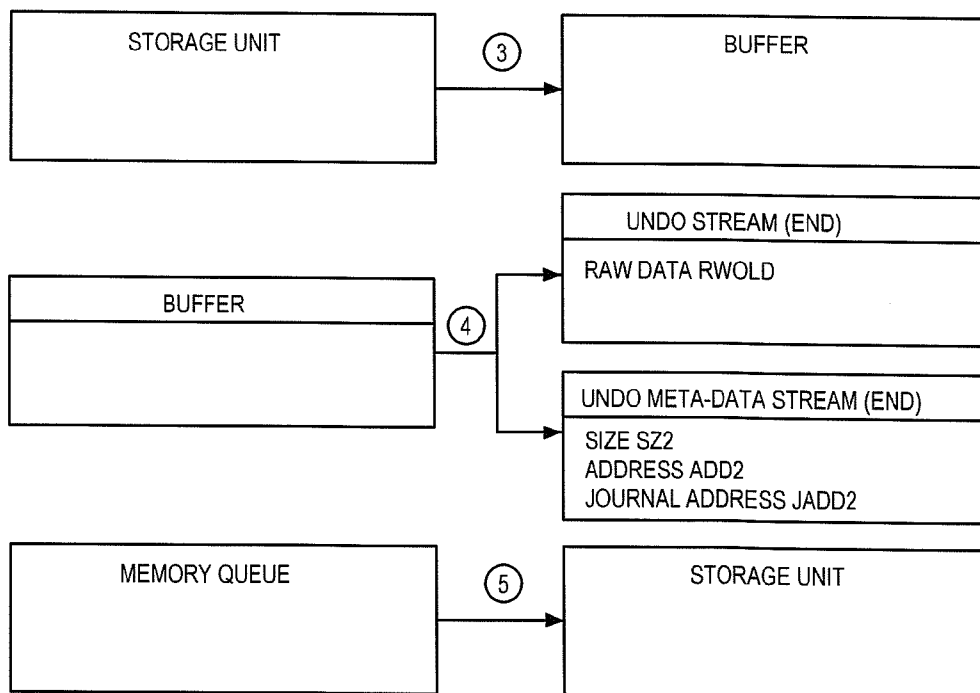 STORAGE UNIT
3
BUFFER
UNDO STREAM (END)
RAW DATA RWOLD
BUFFER
4
UNDO META-DATA STREAM (END)
SIZE SZ2
ADDRESS ADD2
JOURNAL ADDRESS JADD2
MEMORY QUEUE
5
STORAGE UNIT